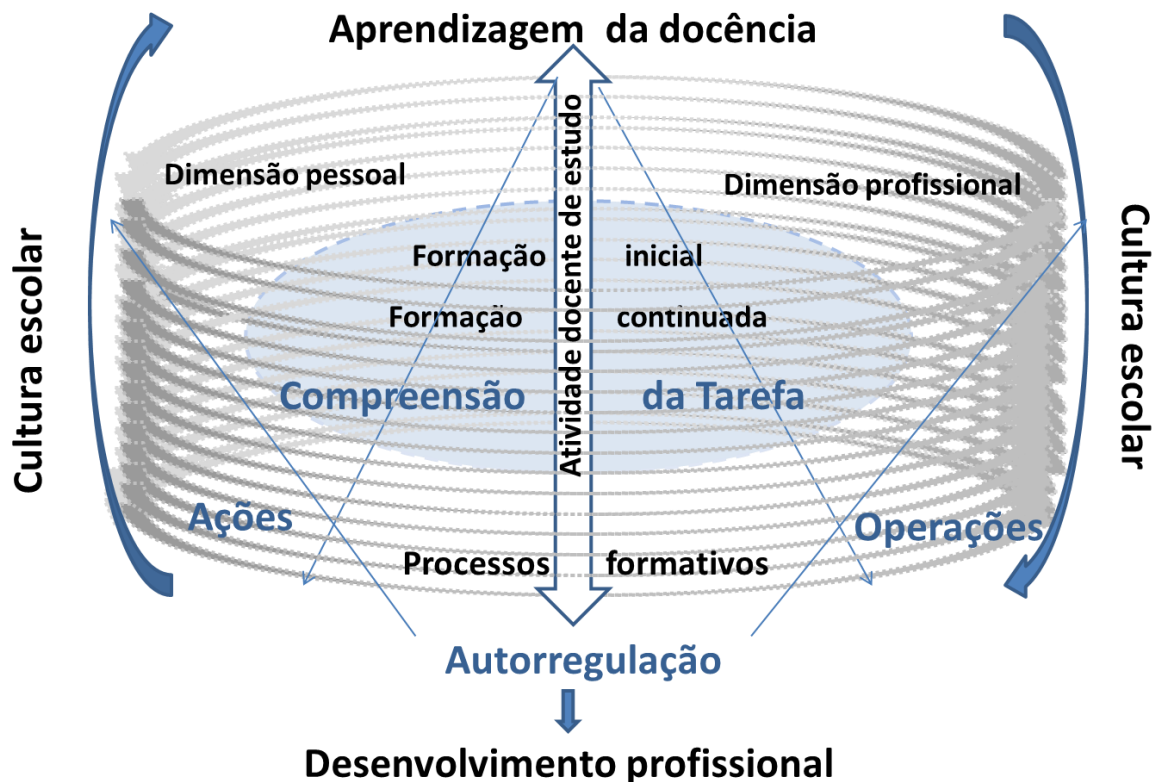 Aprendizagem da docência
Atividade docente de estudo
Dimensão pessoal
Dimensão profissional
Cultura escolar
Cultura escolar
Formação inicial
Formação continuada
Compreensão da Tarefa
Ações
Operações
Processos formativos
Autorregulação
Desenvolvimento profissional